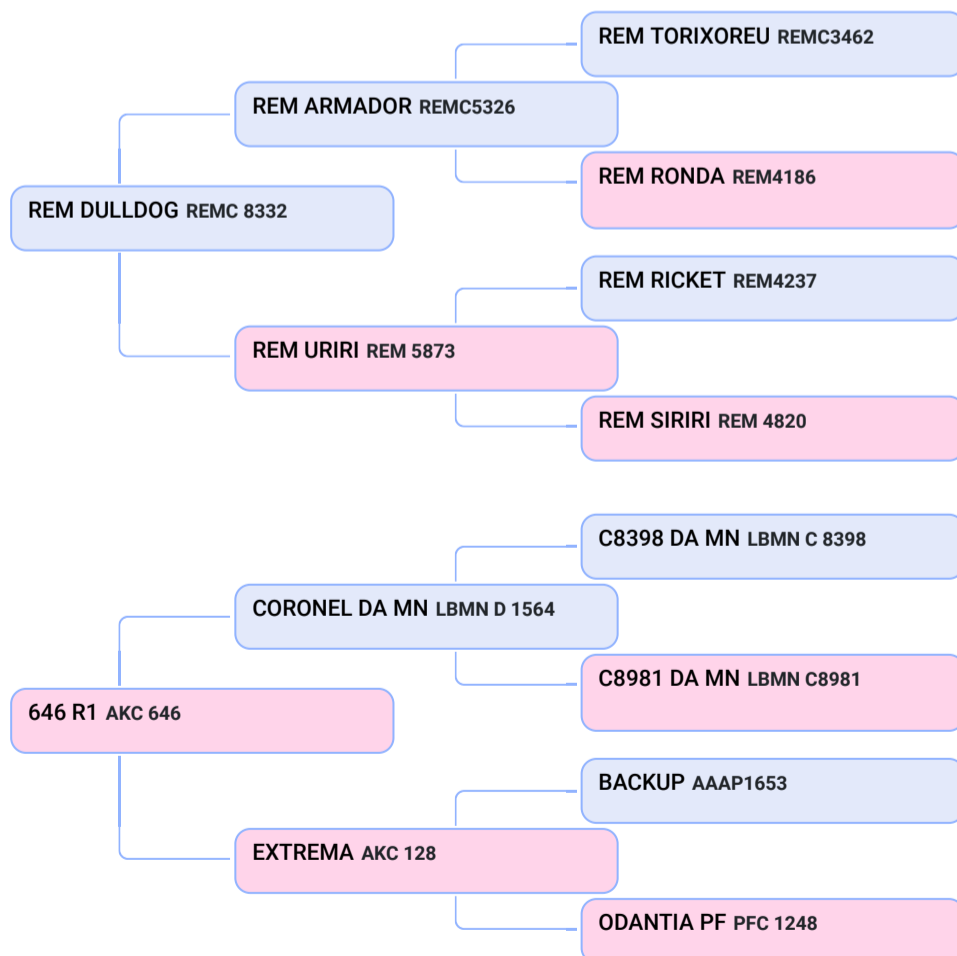 REM TORIXOREU REMC3462
REM ARMADOR REMC5326
REM RONDA REM4186
REM DULLDOG REMC 8332
REM RICKET REM4237
REM URIRI REM 5873
REM SIRIRI REM 4820
C8398 DA MN LBMN C 8398
CORONEL DA MN LBMN D 1564
C8981 DA MN LBMN C8981
646 R1 AKC 646
BACKUP AAAP1653
EXTREMA AKC 128
ODANTIA PF PFC 1248